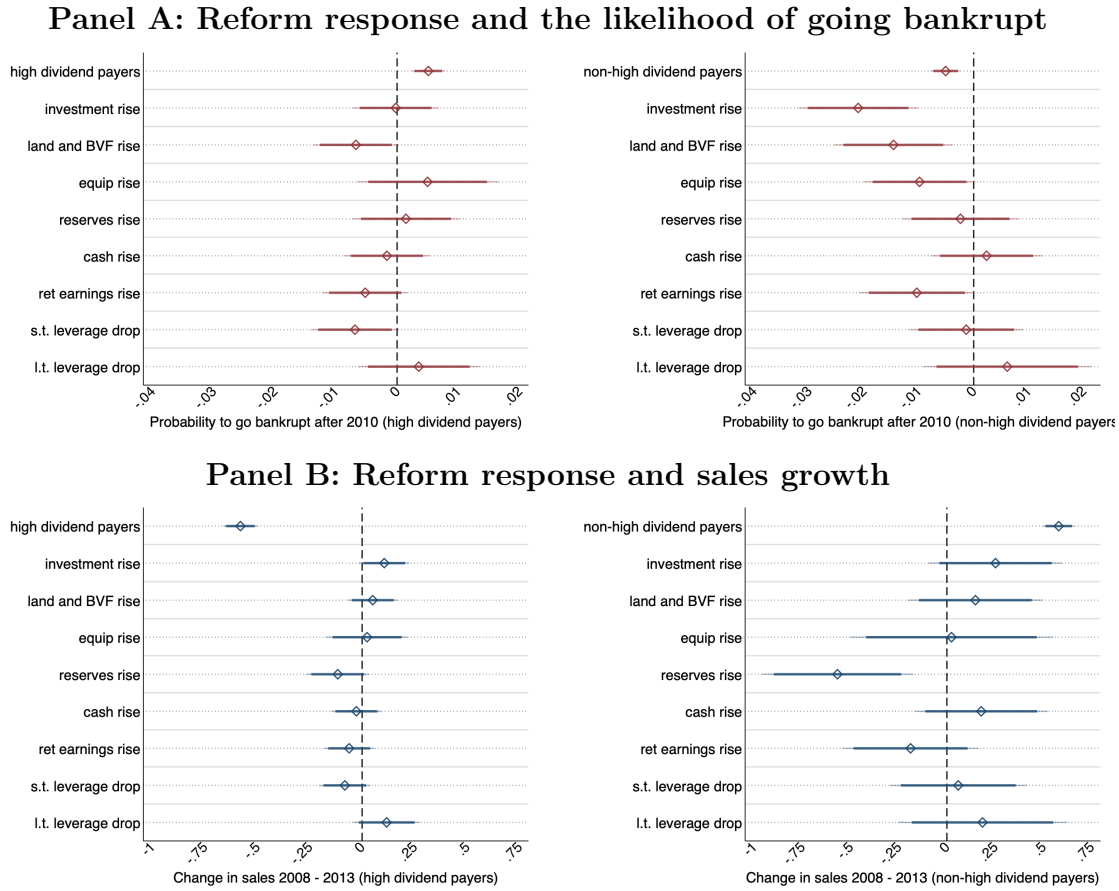 Panel A: Reform response and the likelihood of going bankrupt
high dividend payers
investment rise
land and BVF rise
equip rise
reserves rise
cash rise
ret earnings rise
s.t. leverage drop
l.t. leverage drop
-.04 -.03 -.02 -.01 0 .01 .02
Probability to go bankrupt after 2010 (high dividend payers)
non-high dividend payers
investment rise
land and BVF rise
equip rise
reserves rise
cash rise
ret earnings rise
s.t. leverage drop
l.t. leverage drop
-.04 -.03 -.02 -.01 0 .01 .02
Probability to go bankrupt after 2010 (non-high dividend payers
Panel B: Reform response and sales growth
high dividend payers
investment rise
land and BVF rise
equip rise
reserves rise
cash rise
ret earnings rise
s.t. leverage drop
l.t. leverage drop
-1 -.75 -.5 -.25 0 .25 .5 .75
Change in sales 2008 - 2013 (high dividend payers)
non-high dividend payers
investment rise
land and BVF rise
equip rise
reserves rise
cash rise
ret earnings rise
s.t. leverage drop
l.t. leverage drop
-1 -.75 -.5 -.25 0 .25 .5 .75
Change in sales 2008 - 2013 (non-high dividend payers)